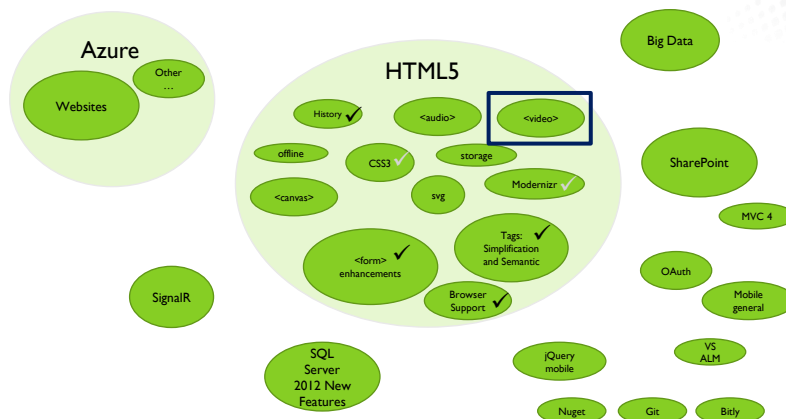 Azure
Other
…
Websites
HTML5
History
<audio>
<video>
offline
CSS3
storage
<canvas>
svg
Modernizr
<form>
enhancements
Tags:
Simplification
and Semantic
Browser
Support
Big Data
SharePoint
MVC 4
OAuth
Mobile
general
SignalR
SQL
Server
2012 New
Features
jQuery
mobile
VS
ALM
Nuget
Git
Bitly